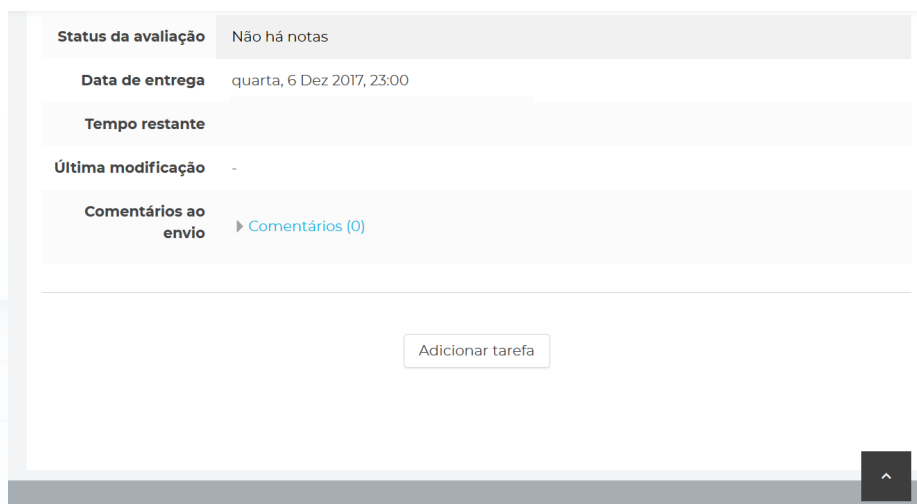 Status da avaliação Não há notas
Data de entrega quarta, 6 Dez 2017, 23:00
Tempo restante
Última modificação -
Comentários ao
envio
Comentários (0)
Adicionar tarefa